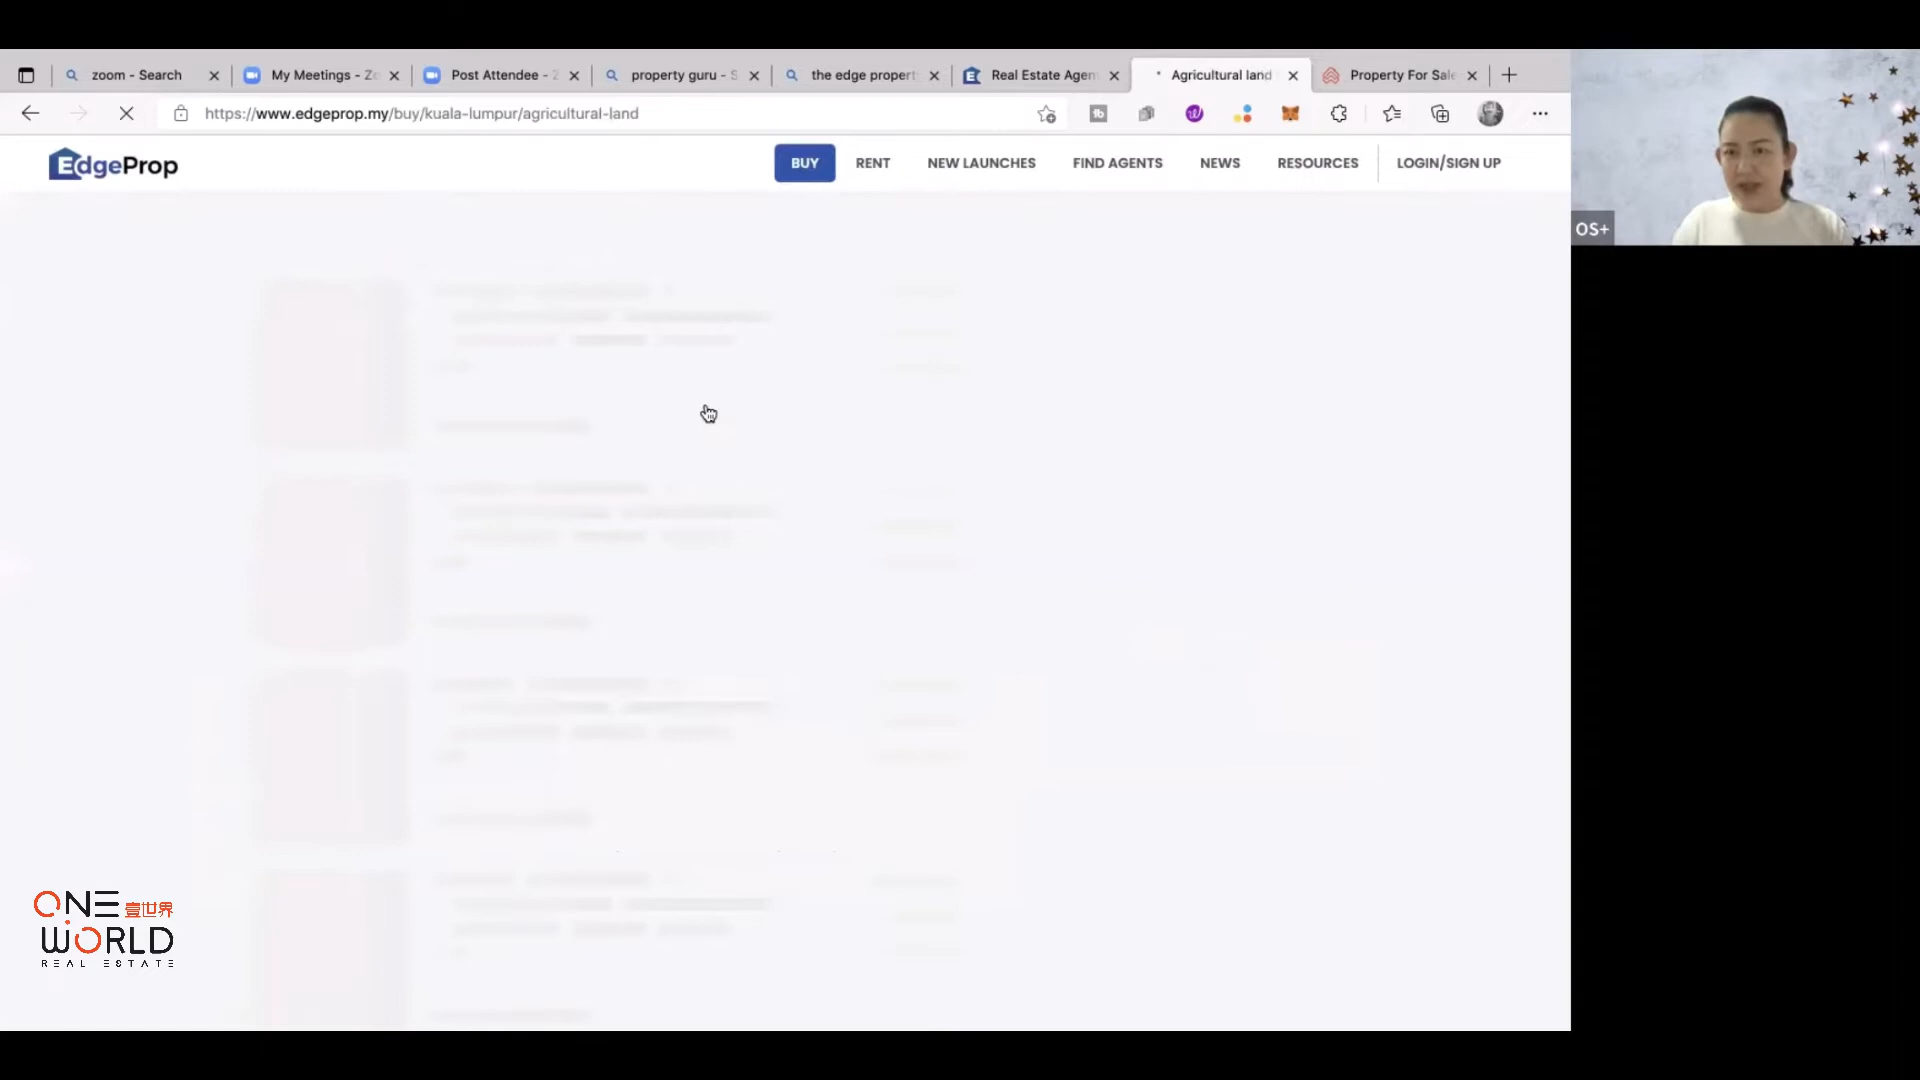 zoom - Search
My Meetings - Zo
Post Attendee - Z
property guru - S
the edge propert
Real Estate Agen
Agricultural land
Property For Sale
https://www.edgeprop.my/buy/kuala-lumpur/agricultural-land
EdgeProp
BUY
RENT
NEW LAUNCHES
FIND AGENTS
NEWS
RESOURCES
LOGIN/SIGN UP
OS+
ONE 壹世界
WORLD
REAL ESTATE